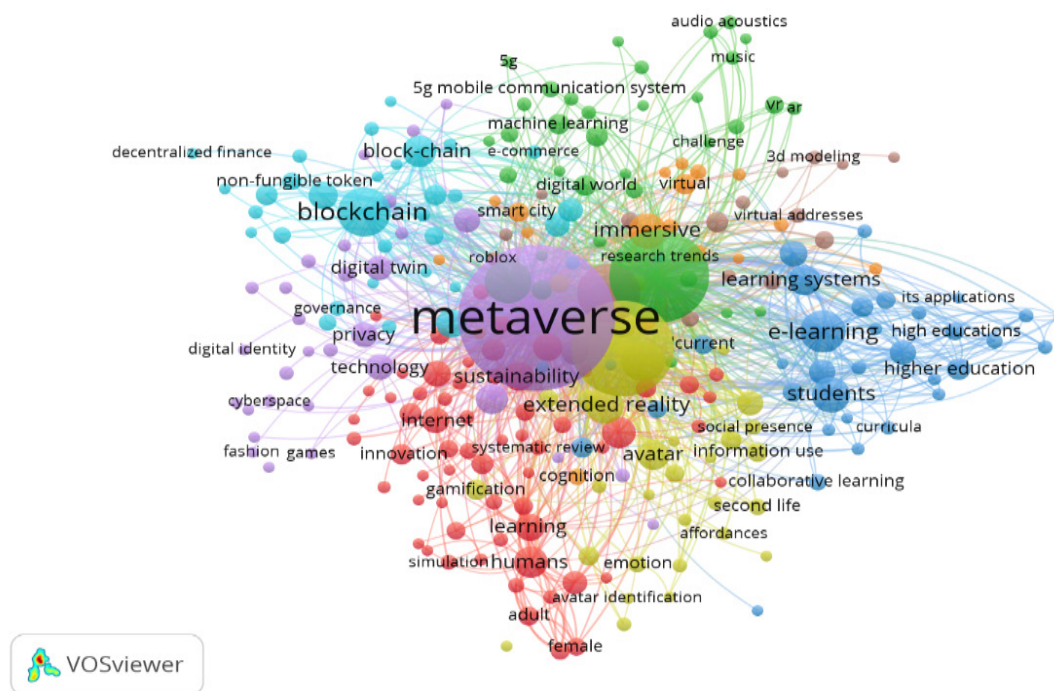 audio acoustics
5g
music
5g mobile communication system
vr ar
machine learning
challenge
block-chain
e-commerce
decentralized finance
3d modeling
non-fungible token
digital world
virtual
blockchain
smart city
virtual addresses
immersive
roblox
research trends
digital twin
learning systems
governance
its applications
metaverse
privacy
e-learning
high educations
digital identity
'current
technology
sustainability
higher education
students
cyberspace
extended reality
internet
social presence
curricula
fashion
games
innovation
systematic review
avatar
information use
cognition
collaborative learning
gamification
second life
learning
affordances
simulation
humans
emotion
avatar identification
adult
female
VOSviewer